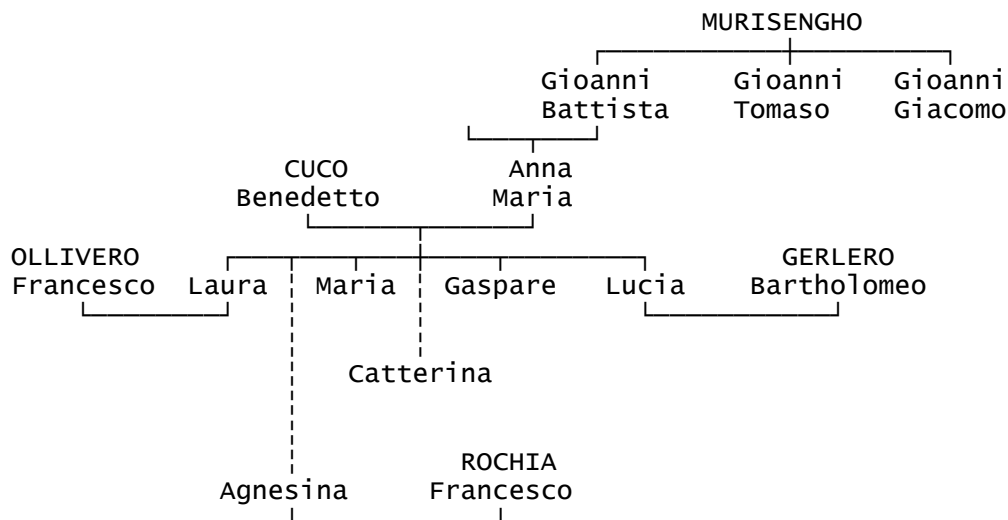 MURISENGHO
Gioanni Gioanni Gioanni
Battista Tomaso Giacomo
CUCO Anna
Benedetto Maria
OLLIVERO GERLERO
Francesco Laura Maria Gaspare Lucia Bartholomeo
Catterina
ROCHIA
Agnesina Francesco